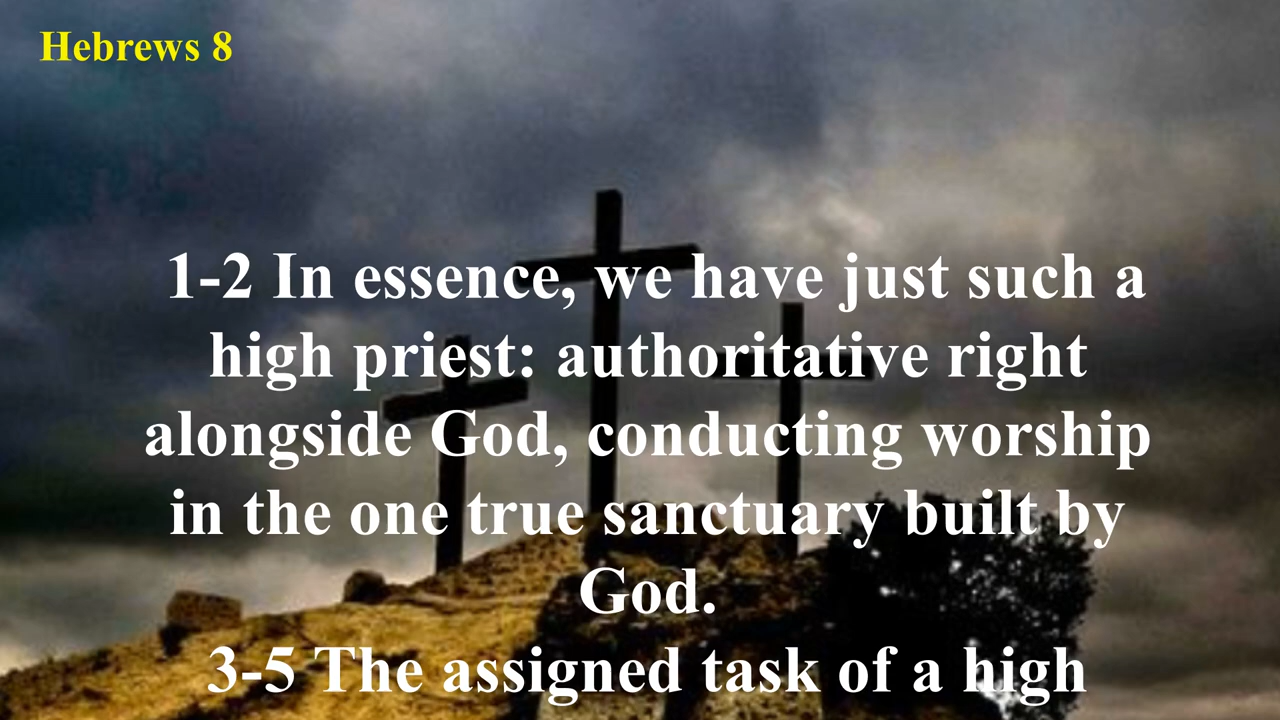 Hebrews 8
1-2 In essence, we have just such a
high priest: authoritative right
alongside God, conducting worship
in the one true sanctuary built by
God.
3-5 The assigned task of a high